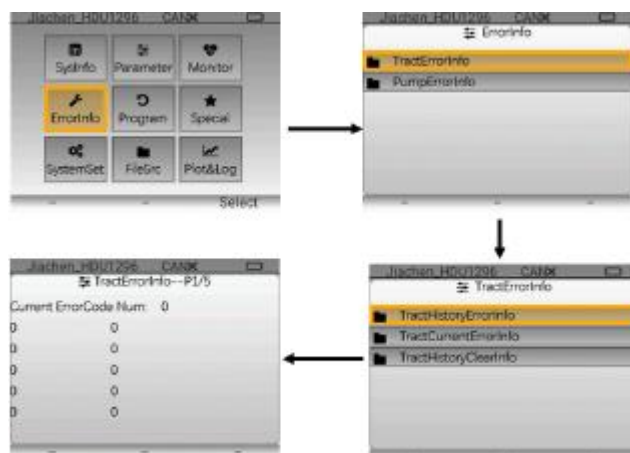 Jiachen_HDU1296 CAN
SysInfo Parameter Monitor
ErrorInfo Program Special
SystemSet FileSrc Plot&Log
Select
Jiachen_HDU1296 CAN
ErrorInfo
TractErrorInfo
PumpErrorInfo
Jiachen_HDU1296 CAN
TractErrorInfo
TractHistoryErrorInfo
TractCurrentErrorInfo
TractHistoryClearInfo
Jiachen_HDU1296 CAN
TractErrorInfo--P1/5
Current ErrorCode Num: 0
0 0
0 0
0 0
0 0
0 0